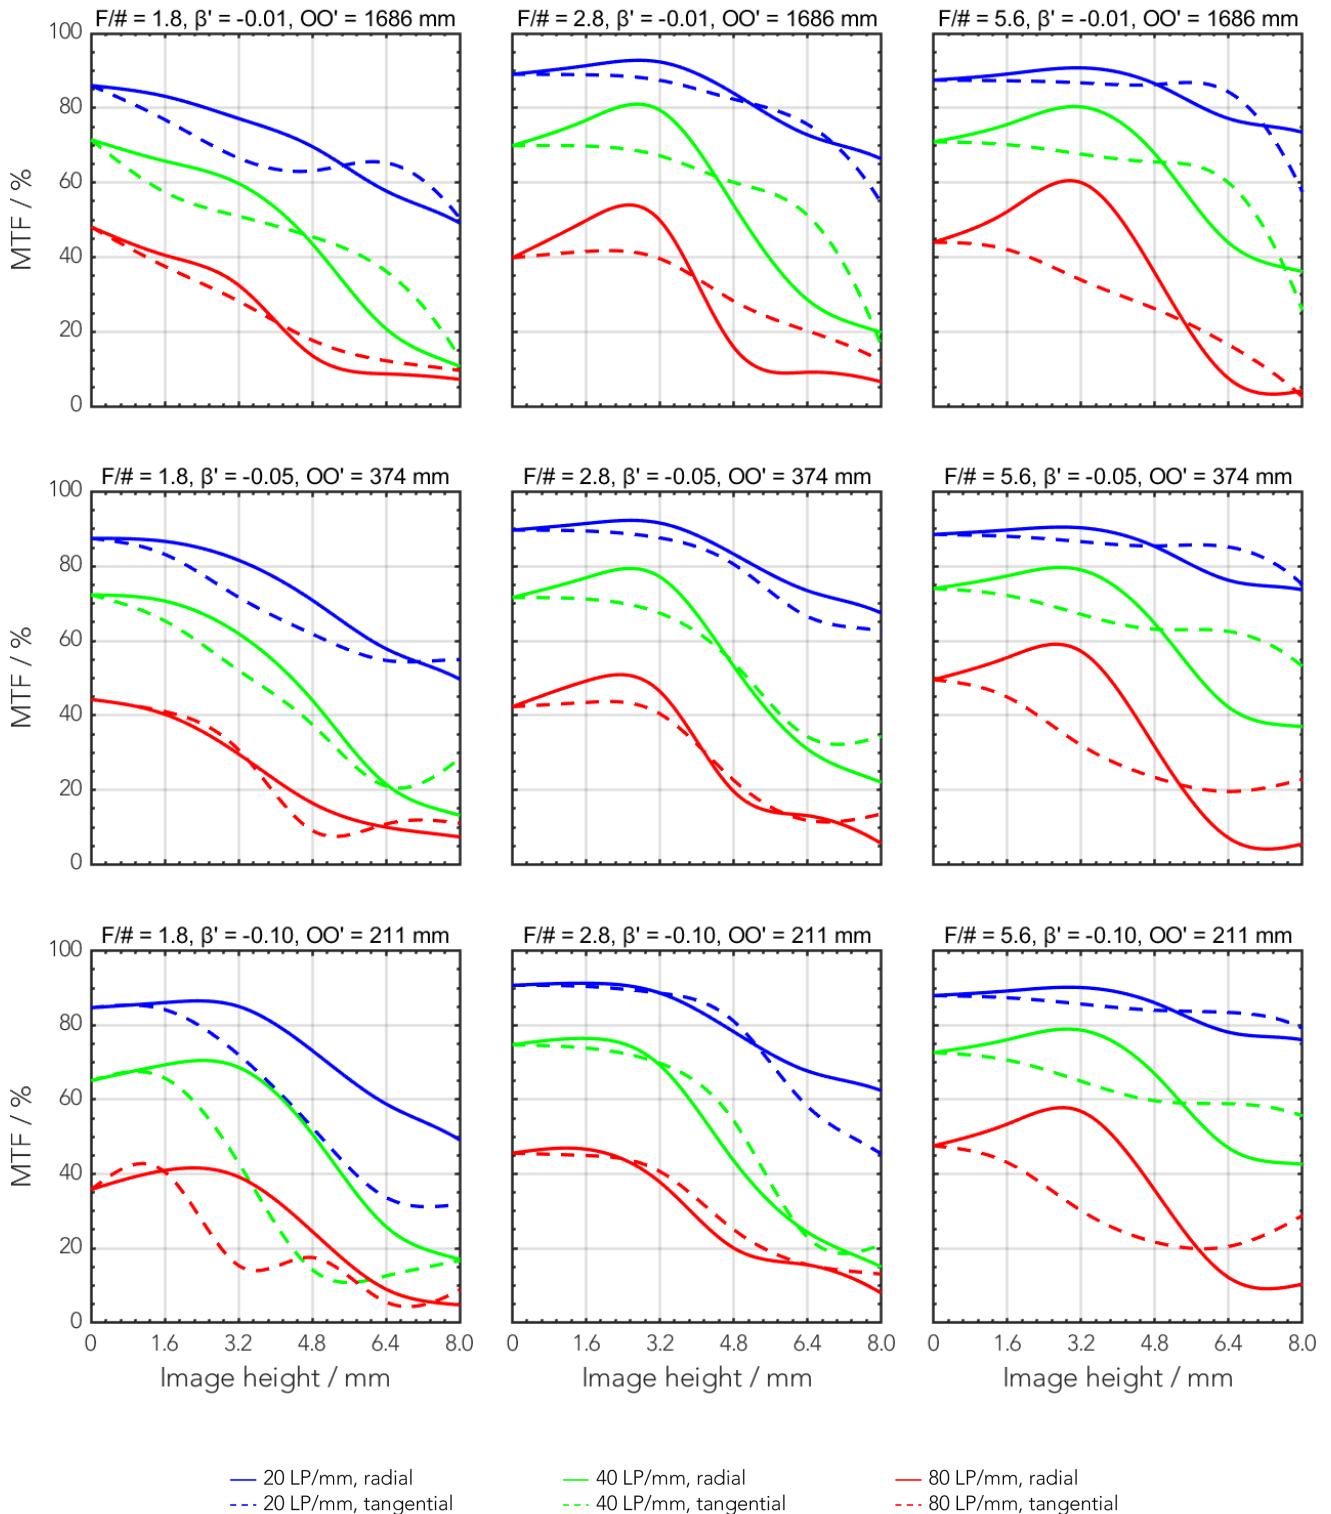 F/# = 1.8, β' = -0.01, OO' = 1686 mm
F/# = 2.8, β' = -0.01, OO' = 1686 mm
F/# = 5.6, β' = -0.01, OO' = 1686 mm
100
80
60
40
20
0
MTF / %
F/# = 1.8, β' = -0.05, OO' = 374 mm
F/# = 2.8, β' = -0.05, OO' = 374 mm
F/# = 5.6, β' = -0.05, OO' = 374 mm
100
80
60
40
20
0
MTF / %
F/# = 1.8, β' = -0.10, OO' = 211 mm
F/# = 2.8, β' = -0.10, OO' = 211 mm
F/# = 5.6, β' = -0.10, OO' = 211 mm
100
80
60
40
20
0
MTF / %
0 1.6 3.2 4.8 6.4 8.0
0 1.6 3.2 4.8 6.4 8.0
0 1.6 3.2 4.8 6.4 8.0
Image height / mm
Image height / mm
Image height / mm
20 LP/mm, radial
40 LP/mm, radial
80 LP/mm, radial
20 LP/mm, tangential
40 LP/mm, tangential
80 LP/mm, tangential